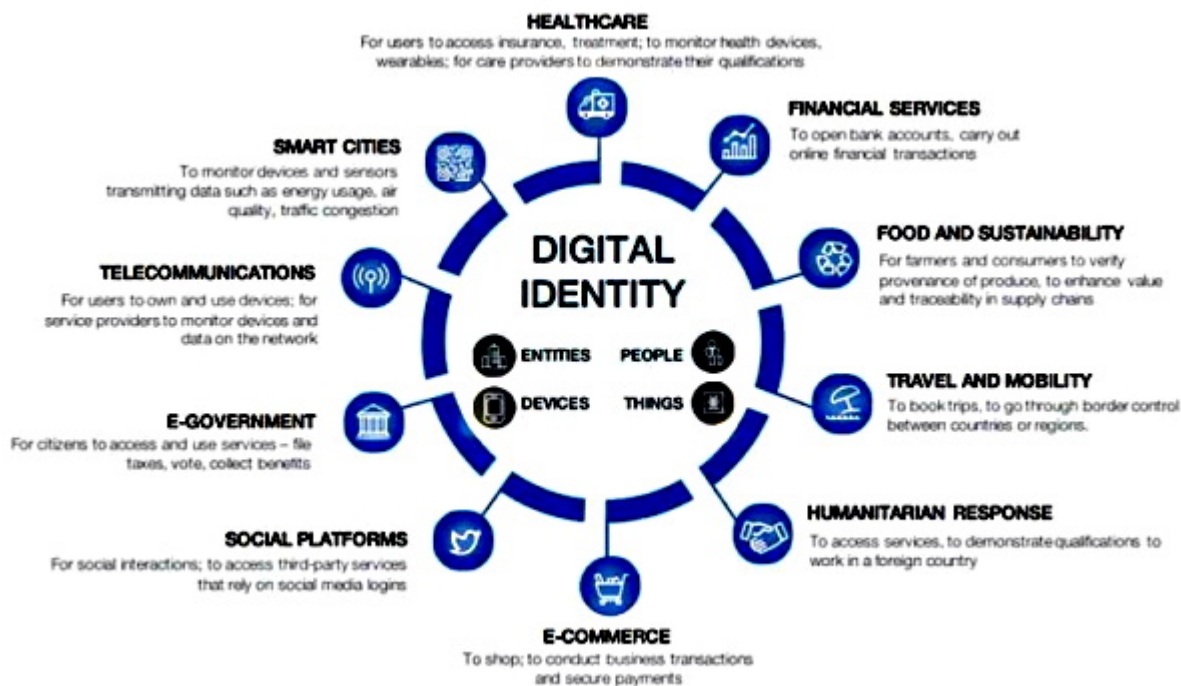 HEALTHCARE
For users to access insurance, treatment; to monitor health devices,
wearables; for care providers to demonstrate their qualifications
FINANCIAL SERVICES
To open bank accounts, carry out
online financial transactions
FOOD AND SUSTAINABILITY
For farmers and consumers to verify
provenance of produce, to enhance value
and traceability in supply chains
TRAVEL AND MOBILITY
To book trips, to go through border control
between countries or regions.
HUMANITARIAN RESPONSE
To access services, to demonstrate qualifications to
work in a foreign country
E-COMMERCE
To shop; to conduct business transactions
and secure payments
SOCIAL PLATFORMS
For social interactions; to access third-party services
that rely on social media logins
E-GOVERNMENT
For citizens to access and use services – file
taxes, vote, collect benefits
TELECOMMUNICATIONS
For users to own and use devices; for
service providers to monitor devices and
data on the network
SMART CITIES
To monitor devices and sensors
transmitting data such as energy usage, air
quality, traffic congestion
DIGITAL
IDENTITY
ENTITIES
PEOPLE
DEVICES
THINGS